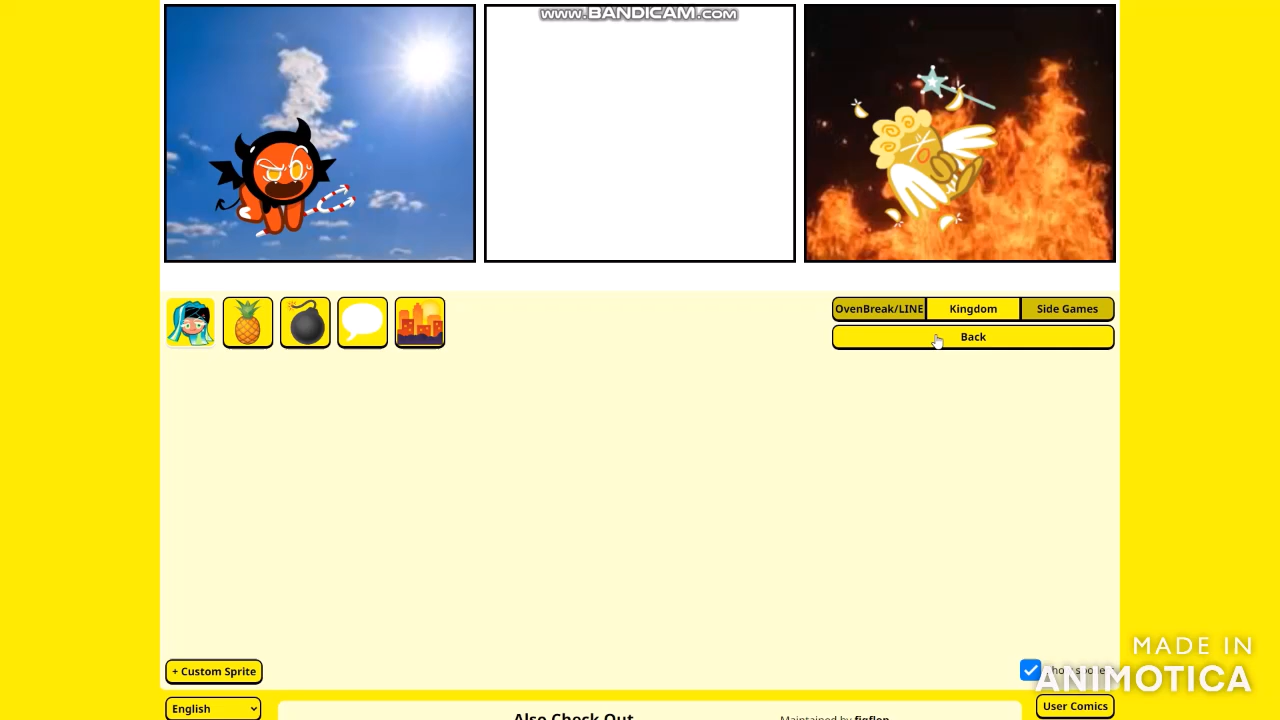 www.BANDICAM.com
OvenBreak/LINE
Kingdom
Side Games
Back
+ Custom Sprite
English
Also Check Out
Maintained by figflop
User Comics
MADE IN
ANIMOTICA